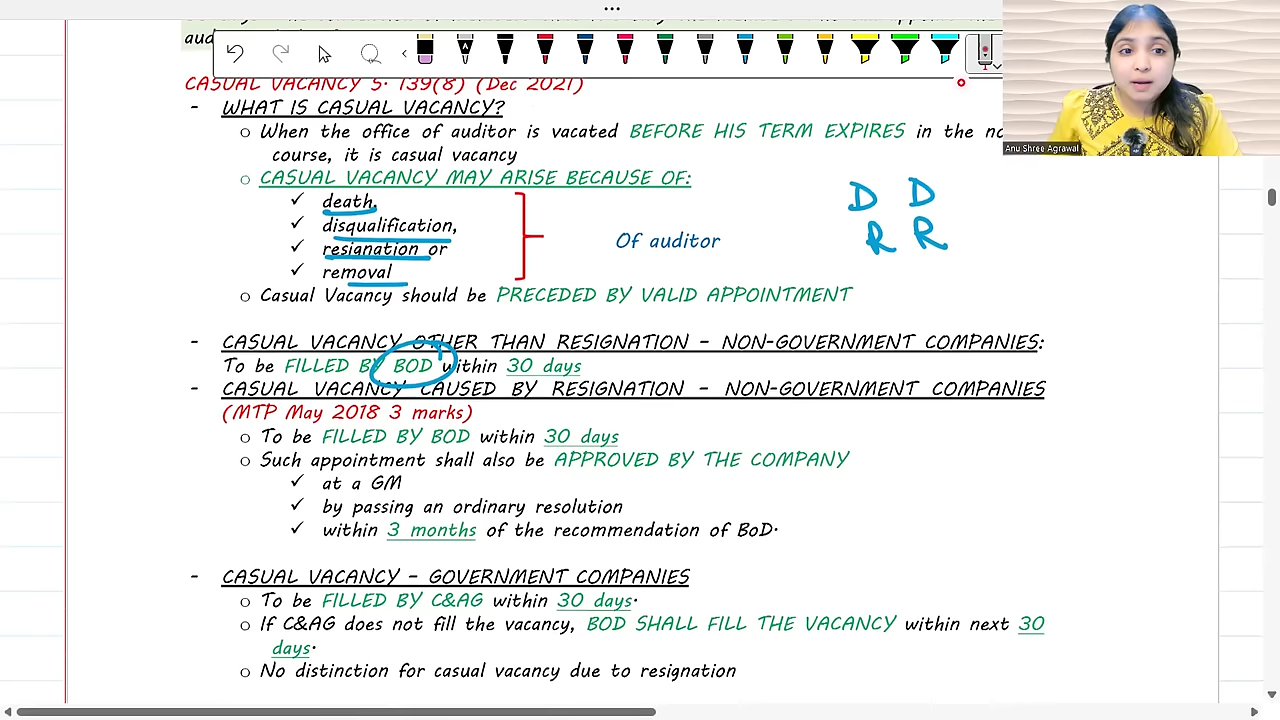 aud
CASUAL VACANCY S. 139(8) (Dec 2021)
- WHAT IS CASUAL VACANCY?
o When the office of auditor is vacated BEFORE HIS TERM EXPIRES in the no
course, it is casual vacancy
o CASUAL VACANCY MAY ARISE BECAUSE OF:
✓ death,
✓ disqualification,
✓ resignation or
✓ removal
Of auditor
D D
R R
o Casual Vacancy should be PRECEDED BY VALID APPOINTMENT
- CASUAL VACANCY OTHER THAN RESIGNATION – NON-GOVERNMENT COMPANIES:
To be FILLED BY BOD within 30 days
- CASUAL VACANCY CAUSED BY RESIGNATION – NON-GOVERNMENT COMPANIES
(MTP May 2018 3 marks)
o To be FILLED BY BOD within 30 days
o Such appointment shall also be APPROVED BY THE COMPANY
✓ at a GM
✓ by passing an ordinary resolution
✓ within 3 months of the recommendation of BoD.
- CASUAL VACANCY – GOVERNMENT COMPANIES
o To be FILLED BY C&AG within 30 days.
o If C&AG does not fill the vacancy, BOD SHALL FILL THE VACANCY within next 30
days.
o No distinction for casual vacancy due to resignation
Anu Shree Agrawal